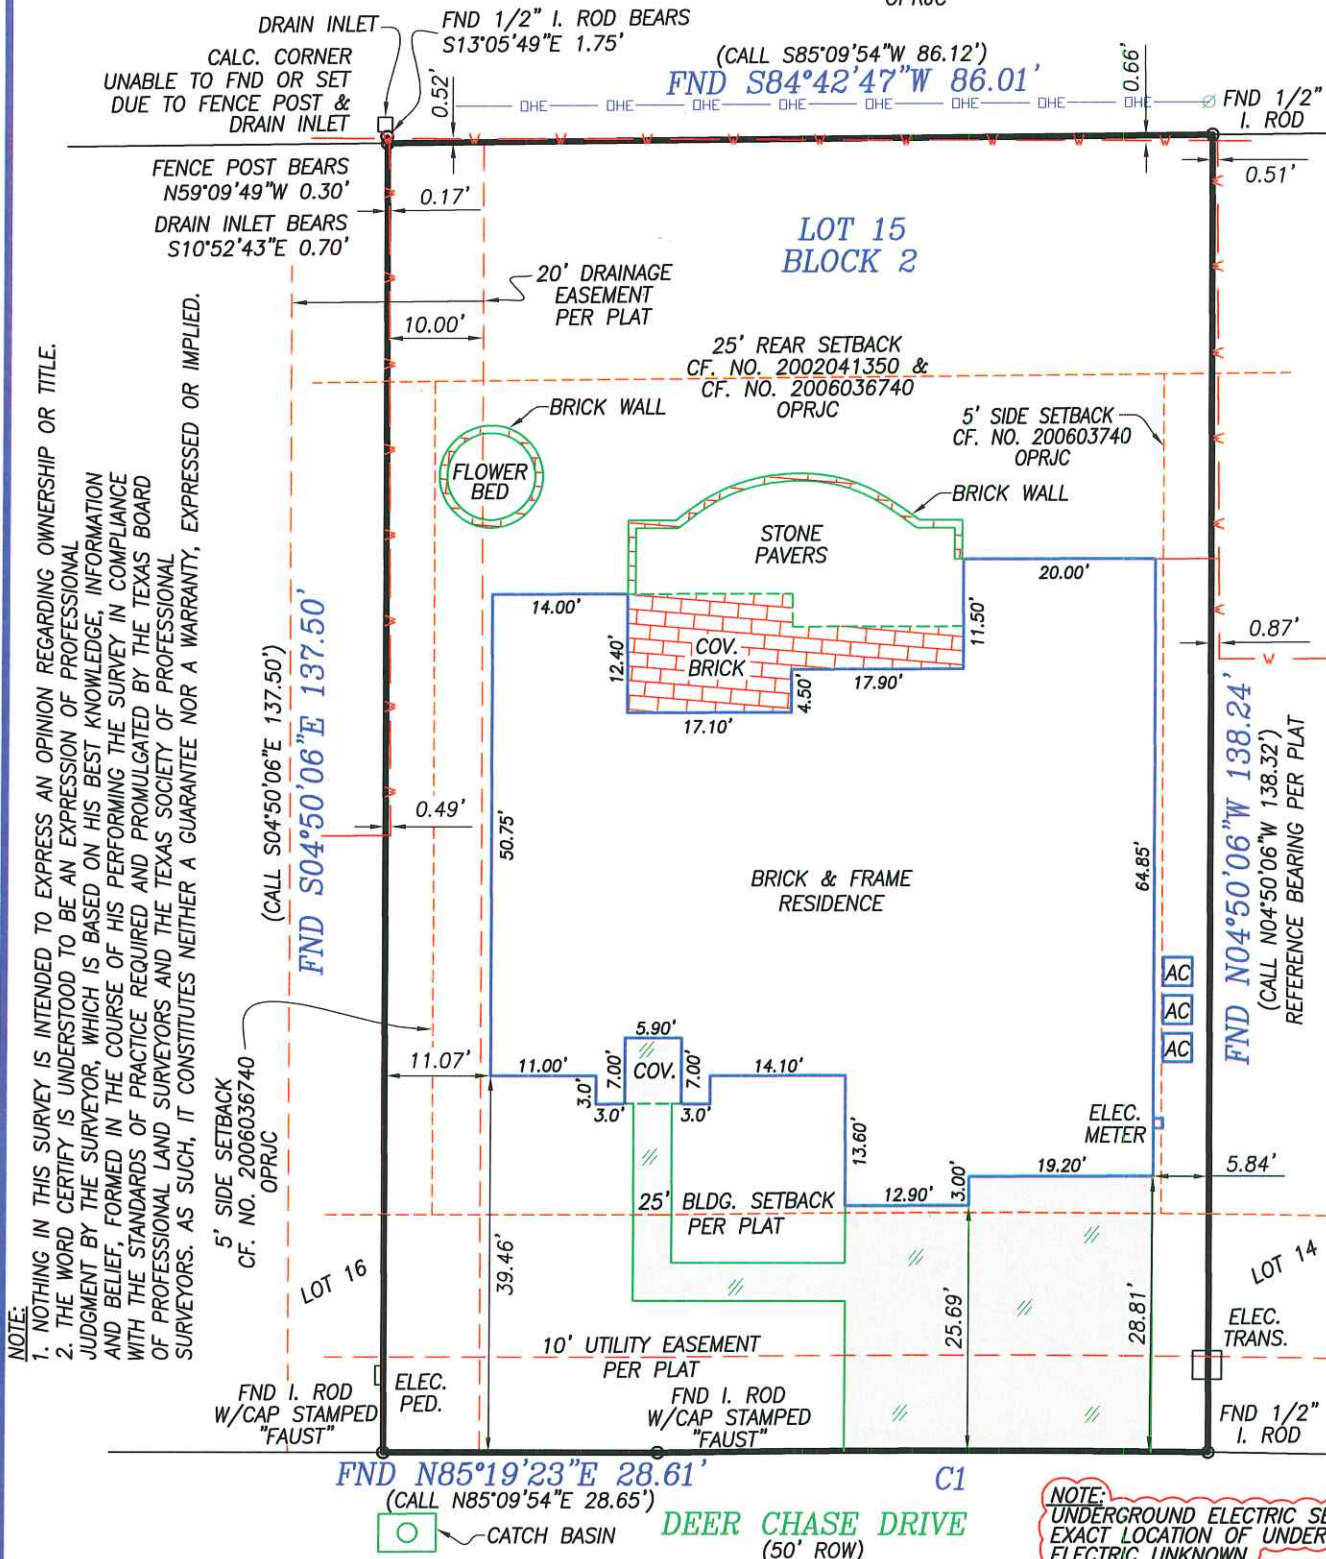 OPRJC
DRAIN INLET
FND 1/2" I. ROD BEARS
S13°05'49"E 1.75'
CALC. CORNER
UNABLE TO FND OR SET
DUE TO FENCE POST &
DRAIN INLET
(CALL S85°09'54"W 86.12')
FND S84°42'47"W 86.01'
0.52'
0.66'
OHE OHE OHE OHE OHE OHE OHE OHE
FND 1/2"
I. ROD
W W W W W W W W W
FENCE POST BEARS
N59°09'49"W 0.30'
0.17'
0.51'
DRAIN INLET BEARS
S10°52'43"E 0.70'
LOT 15
BLOCK 2
20' DRAINAGE
EASEMENT
PER PLAT
10.00'
25' REAR SETBACK
CF. NO. 2002041350 &
CF. NO. 2006036740
OPRJC
BRICK WALL
5' SIDE SETBACK
CF. NO. 200603740
OPRJC
FLOWER
BED
BRICK WALL
STONE
PAVERS
14.00'
20.00'
12.40'
COV.
BRICK
11.50'
17.90'
4.50'
17.10'
0.87'
W
(CALL S04°50'06"E 137.50')
FND S04°50'06"E 137.50'
FND N04°50'06"W 138.24'
(CALL N04°50'06"W 138.32')
REFERENCE BEARING PER PLAT
0.49'
50.75'
64.85'
BRICK & FRAME
RESIDENCE
AC
AC
AC
5.90'
11.07'
11.00'
3.0'
7.00'
COV.
7.00'
14.10'
3.0'
3.0'
13.60'
ELEC.
METER
19.20'
5.84'
12.90'
3.00'
5' SIDE SETBACK
CF. NO. 2006036740
OPRJC
25' BLDG. SETBACK
PER PLAT
39.46'
25.69'
28.81'
LOT 16
LOT 14
10' UTILITY EASEMENT
PER PLAT
ELEC.
TRANS.
ELEC.
PED.
FND I. ROD
W/CAP STAMPED
"FAUST"
FND I. ROD
W/CAP STAMPED
"FAUST"
FND 1/2"
I. ROD
FND N85°19'23"E 28.61'
(CALL N85°09'54"E 28.65')
C1
CATCH BASIN
DEER CHASE DRIVE
(50' ROW)
NOTE:
UNDERGROUND ELECTRIC SE
EXACT LOCATION OF UNDER
ELECTRIC UNKNOWN
NOTE:
1. NOTHING IN THIS SURVEY IS INTENDED TO EXPRESS AN OPINION REGARDING OWNERSHIP OR TITLE.
2. THE WORD CERTIFY IS UNDERSTOOD TO BE AN EXPRESSION OF PROFESSIONAL
JUDGMENT BY THE SURVEYOR, WHICH IS BASED ON HIS BEST KNOWLEDGE, INFORMATION
AND BELIEF, FORMED IN THE COURSE OF HIS PERFORMING THE SURVEY IN COMPLIANCE
WITH THE STANDARDS OF PRACTICE REQUIRED AND PROMULGATED BY THE TEXAS BOARD
OF PROFESSIONAL LAND SURVEYORS AND THE TEXAS SOCIETY OF PROFESSIONAL
SURVEYORS. AS SUCH, IT CONSTITUTES NEITHER A GUARANTEE NOR A WARRANTY, EXPRESSED OR IMPLIED.